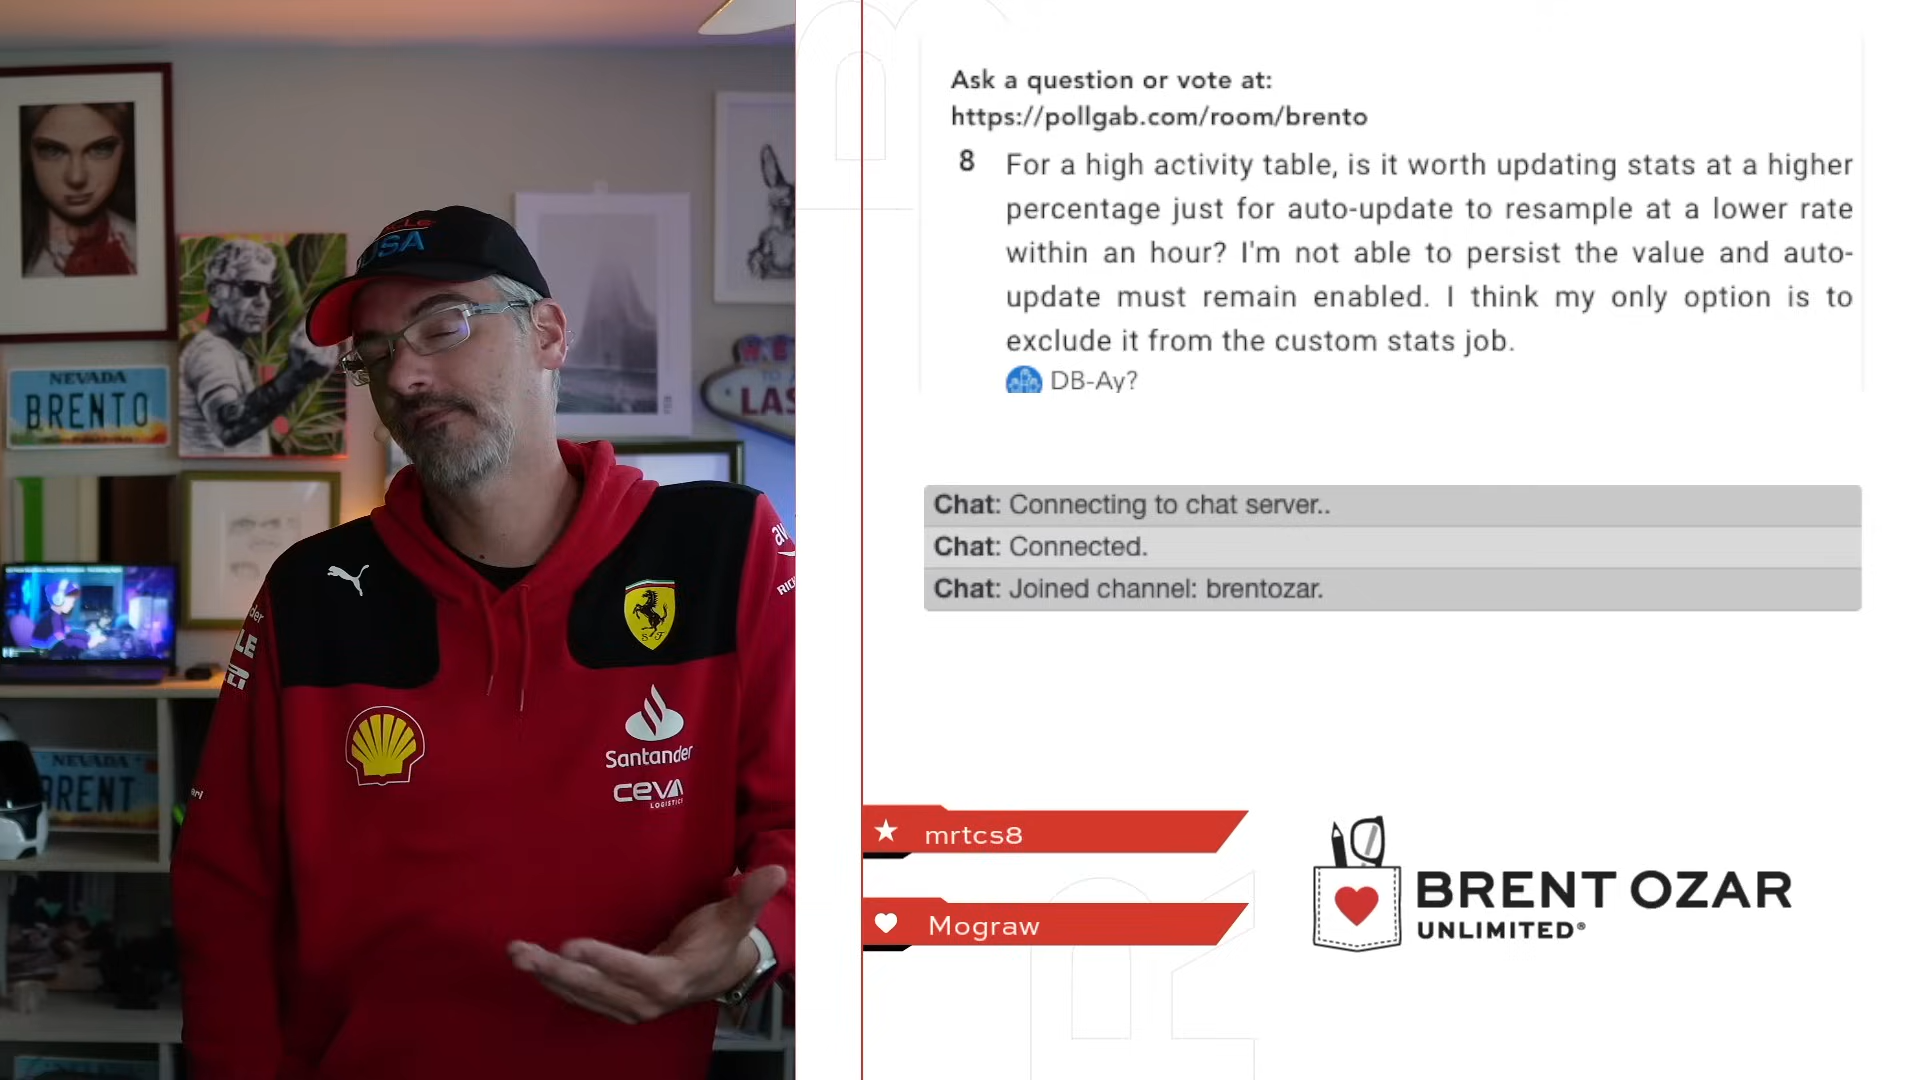 Ask a question or vote at:
https://pollgab.com/room/brento
8
For a high activity table, is it worth updating stats at a higher
percentage just for auto-update to resample at a lower rate
within an hour? I'm not able to persist the value and auto-
update must remain enabled. I think my only option is to
exclude it from the custom stats job.
DB-Ay?
Chat: Connecting to chat server..
Chat: Connected.
Chat: Joined channel: brentozar.
mrtcs8
Mograw
BRENT OZAR
UNLIMITED®
USA
NEVADA
BRENTO
LAS
NEVADA
BRENT
S F
Santander
ceva
LOGISTICS